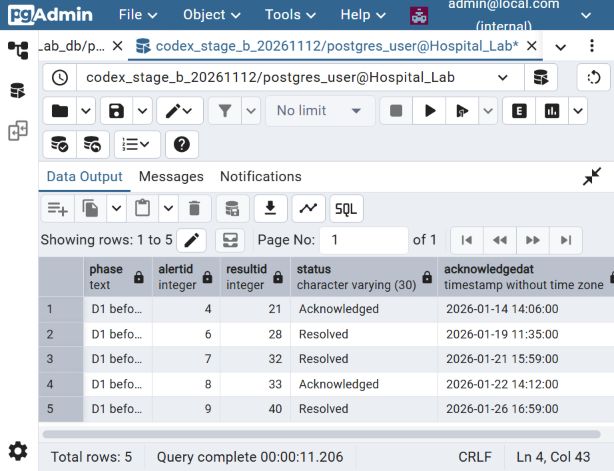 pgAdmin File Object Tools Help admin@local.com
(internal)
_ab_db/p... codex_stage_b_20261112/postgres_user@Hospital_Lab*
codex_stage_b_20261112/postgres_user@Hospital_Lab
No limit
E
Data Output Messages Notifications
SQL
Showing rows: 1 to 5 Page No: 1 of 1
phase alertid resultid status acknowledgedat
text integer integer character varying (30) timestamp without time zone
1 D1 befo... 4 21 Acknowledged 2026-01-14 14:06:00
2 D1 befo... 6 28 Resolved 2026-01-19 11:35:00
3 D1 befo... 7 32 Resolved 2026-01-21 15:59:00
4 D1 befo... 8 33 Acknowledged 2026-01-22 14:12:00
5 D1 befo... 9 40 Resolved 2026-01-26 16:59:00
Total rows: 5 Query complete 00:00:11.206 CRLF Ln 4, Col 43